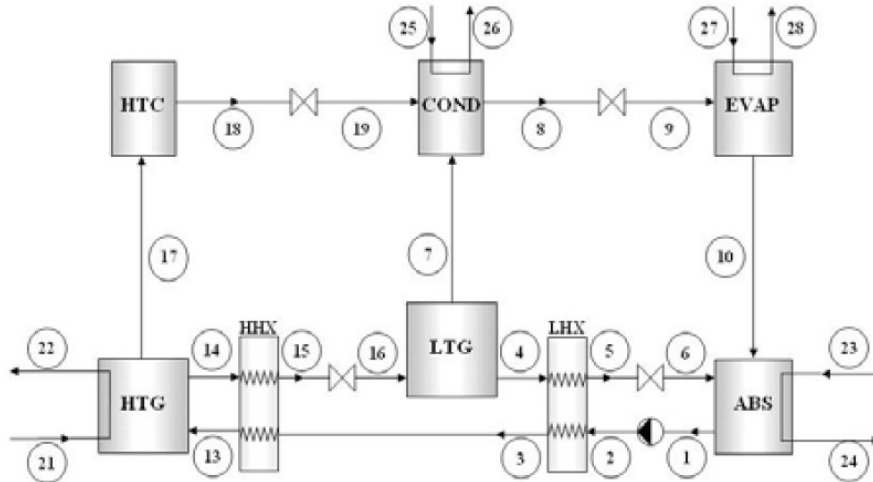 25 26 27 28
HTC COND EVAP
18 19 8 9
17 7 10
HHX LHX
22 14 15 16 LTG 4 5 6 23
HTG ABS
21 13 3 2 1 24